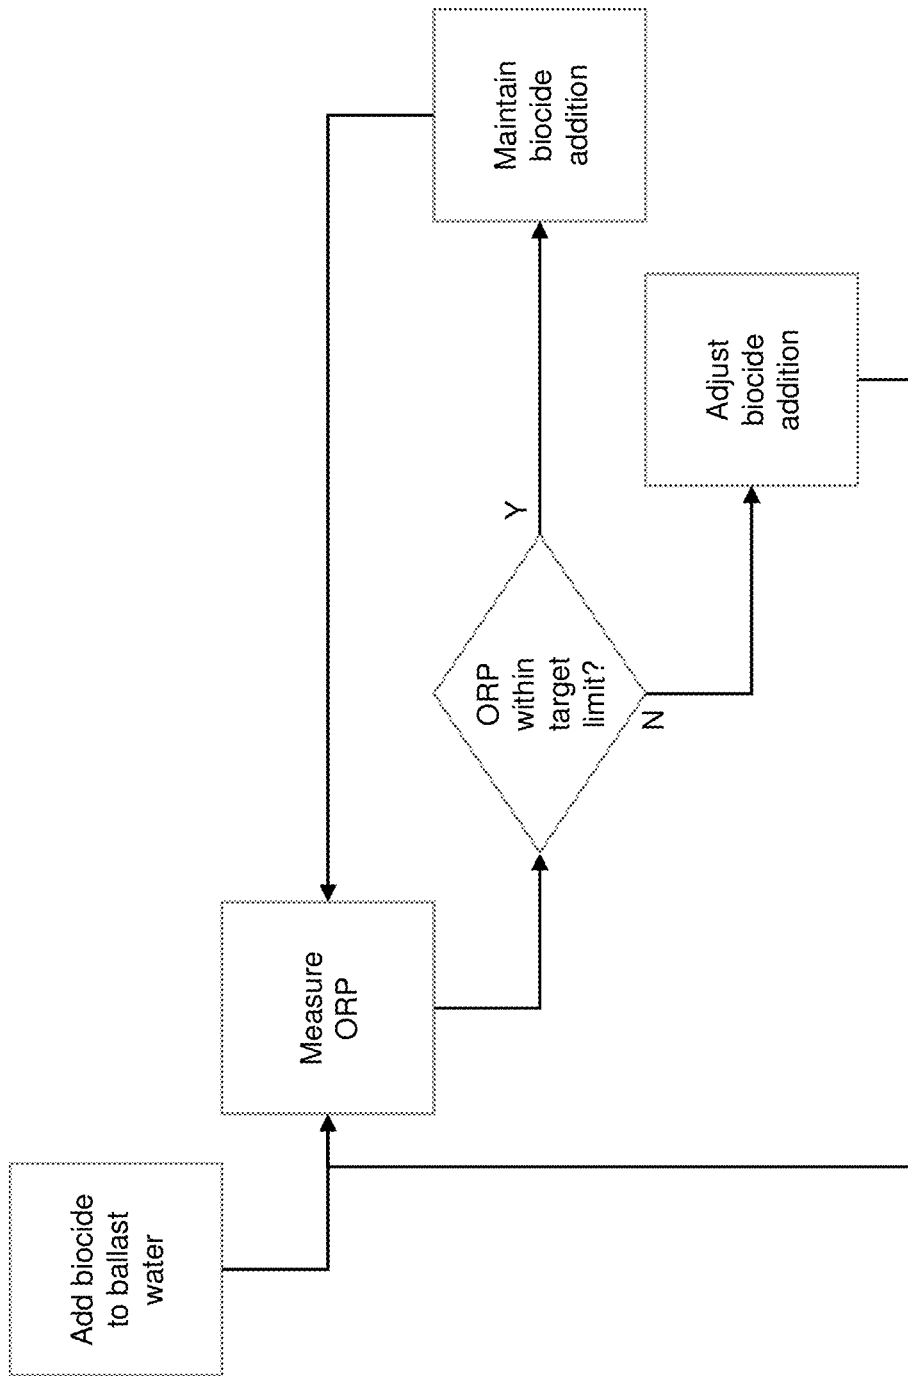 Add biocide
to ballast
water
Measure
ORP
ORP
within
target
limit?
Y
N
Maintain
biocide
addition
Adjust
biocide
addition